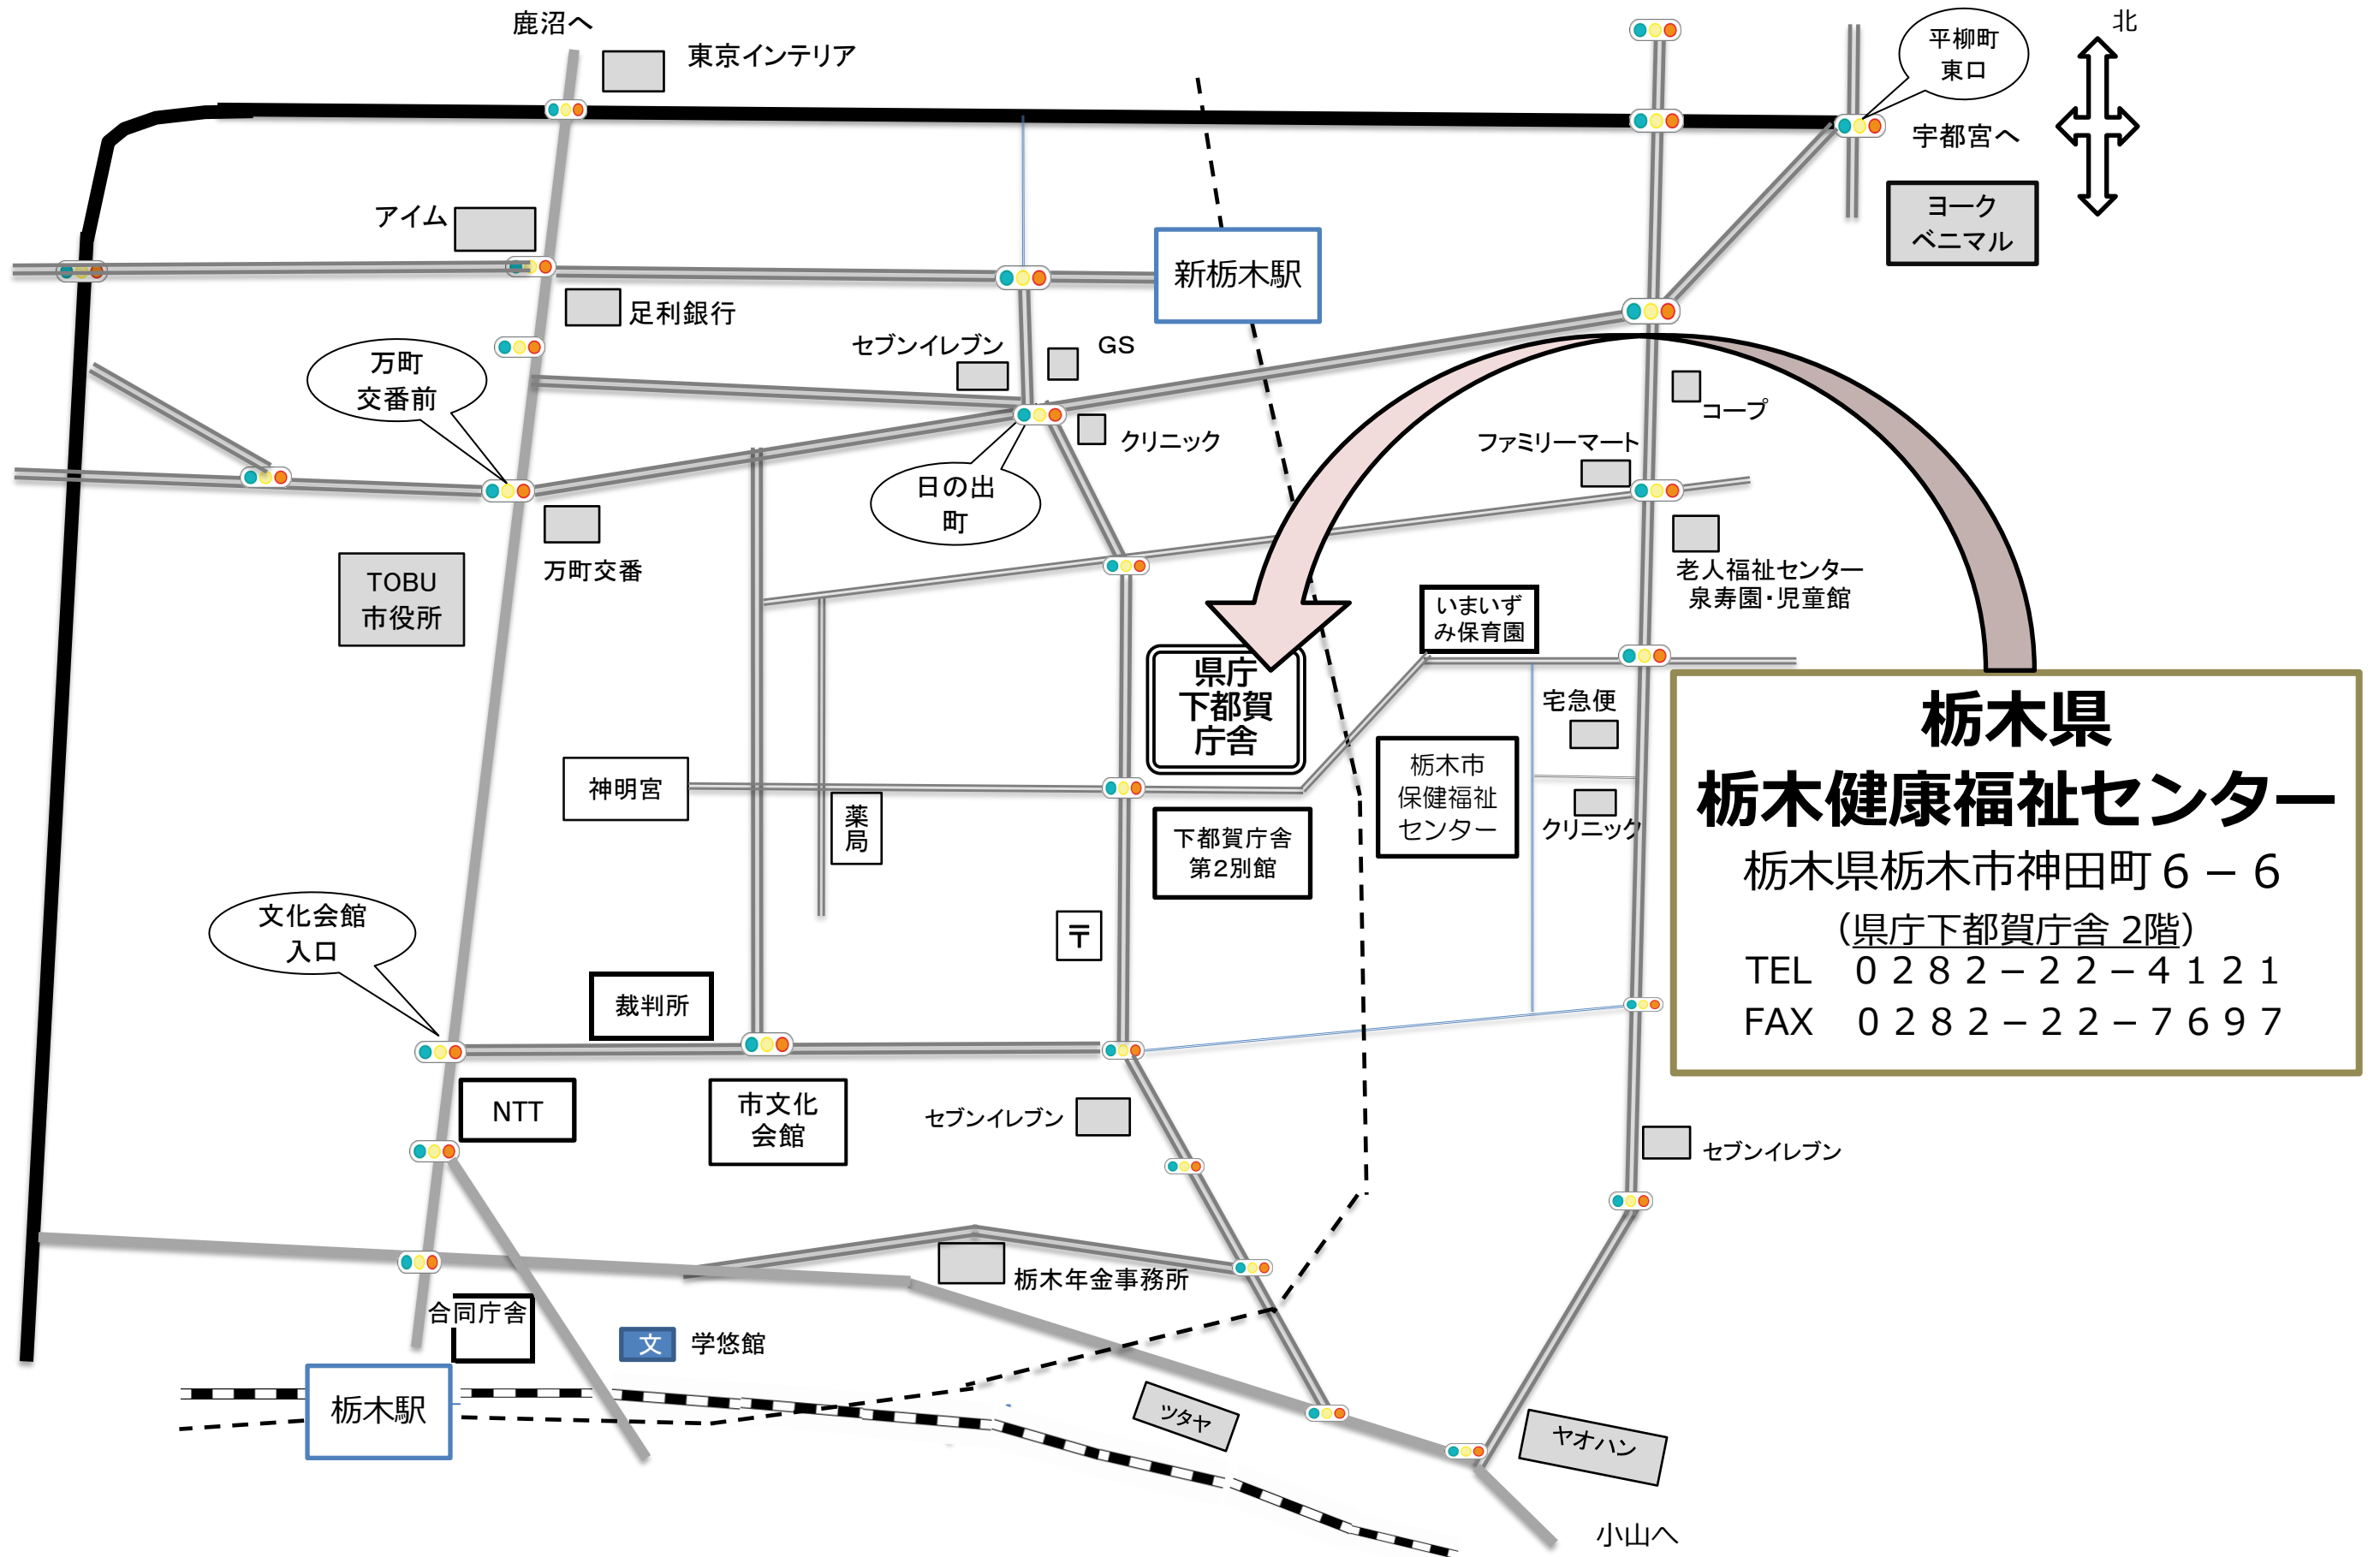 鹿沼へ
東京インテリア
平柳町
東口
北
宇都宮へ
ヨーク
ベニマル
アイム
新栃木駅
足利銀行
セブンイレブン
GS
万町
交番前
コープ
クリニック
ファミリーマート
日の出
町
万町交番
TOBU
市役所
老人福祉センター
泉寿園・児童館
いまいず
み保育園
県庁
下都賀
庁舎
宅急便
栃木県
栃木健康福祉センター
栃木県栃木市神田町６－６
（県庁下都賀庁舎 2階）
TEL　０２８２－２２－４１２１
FAX　０２８２－２２－７６９７
神明宮
薬
局
栃木市
保健福祉
センター
クリニック
下都賀庁舎
第2別館
文化会館
入口
〒
裁判所
NTT
市文化
会館
セブンイレブン
セブンイレブン
栃木年金事務所
合同庁舎
文
学悠館
栃木駅
ツタヤ
ヤオハン
小山へ